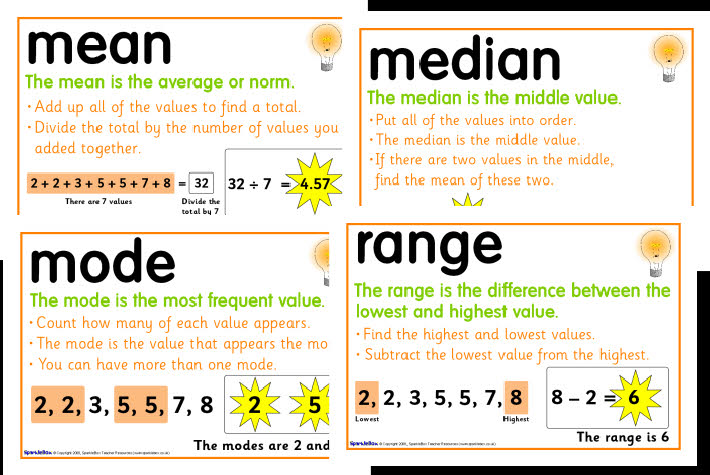 mean
The mean is the average or norm.
• Add up all of the values to find a total.
• Divide the total by the number of values you
added together.
2 + 2 + 3 + 5 + 5 + 7 + 8 = 32
32 ÷ 7 = 4.57
There are 7 values
Divide the
total by 7
median
The median is the middle value.
• Put all of the values into order.
• The median is the middle value.
• If there are two values in the middle,
find the mean of these two.
mode
The mode is the most frequent value.
• Count how many of each value appears.
• The mode is the value that appears the mo
• You can have more than one mode.
2, 2, 3, 5, 5, 7, 8
2 5
The modes are 2 and
SparkleBox © Copyright 2008, SparkleBox Teacher Resources (www.sparklebox.co.uk)
range
The range is the difference between the
lowest and highest value.
• Find the highest and lowest values.
• Subtract the lowest value from the highest.
2, 2, 3, 5, 5, 7, 8
Lowest
Highest
8 – 2 = 6
The range is 6
SparkleBox © Copyright 2008, SparkleBox Teacher Resources (www.sparklebox.co.uk)